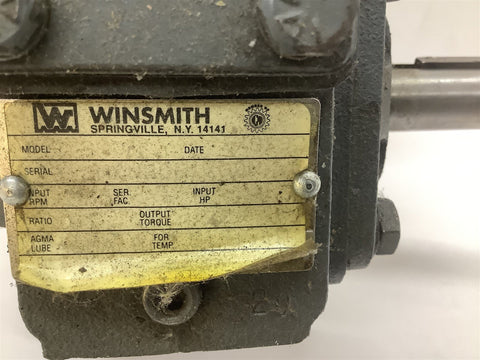 WINSMITH
SPRINGVILLE, N.Y. 14141
MODEL DATE
SERIAL
INPUT RPM SER. FAC. INPUT HP
RATIO OUTPUT TORQUE
AGMA LUBE FOR TEMP.